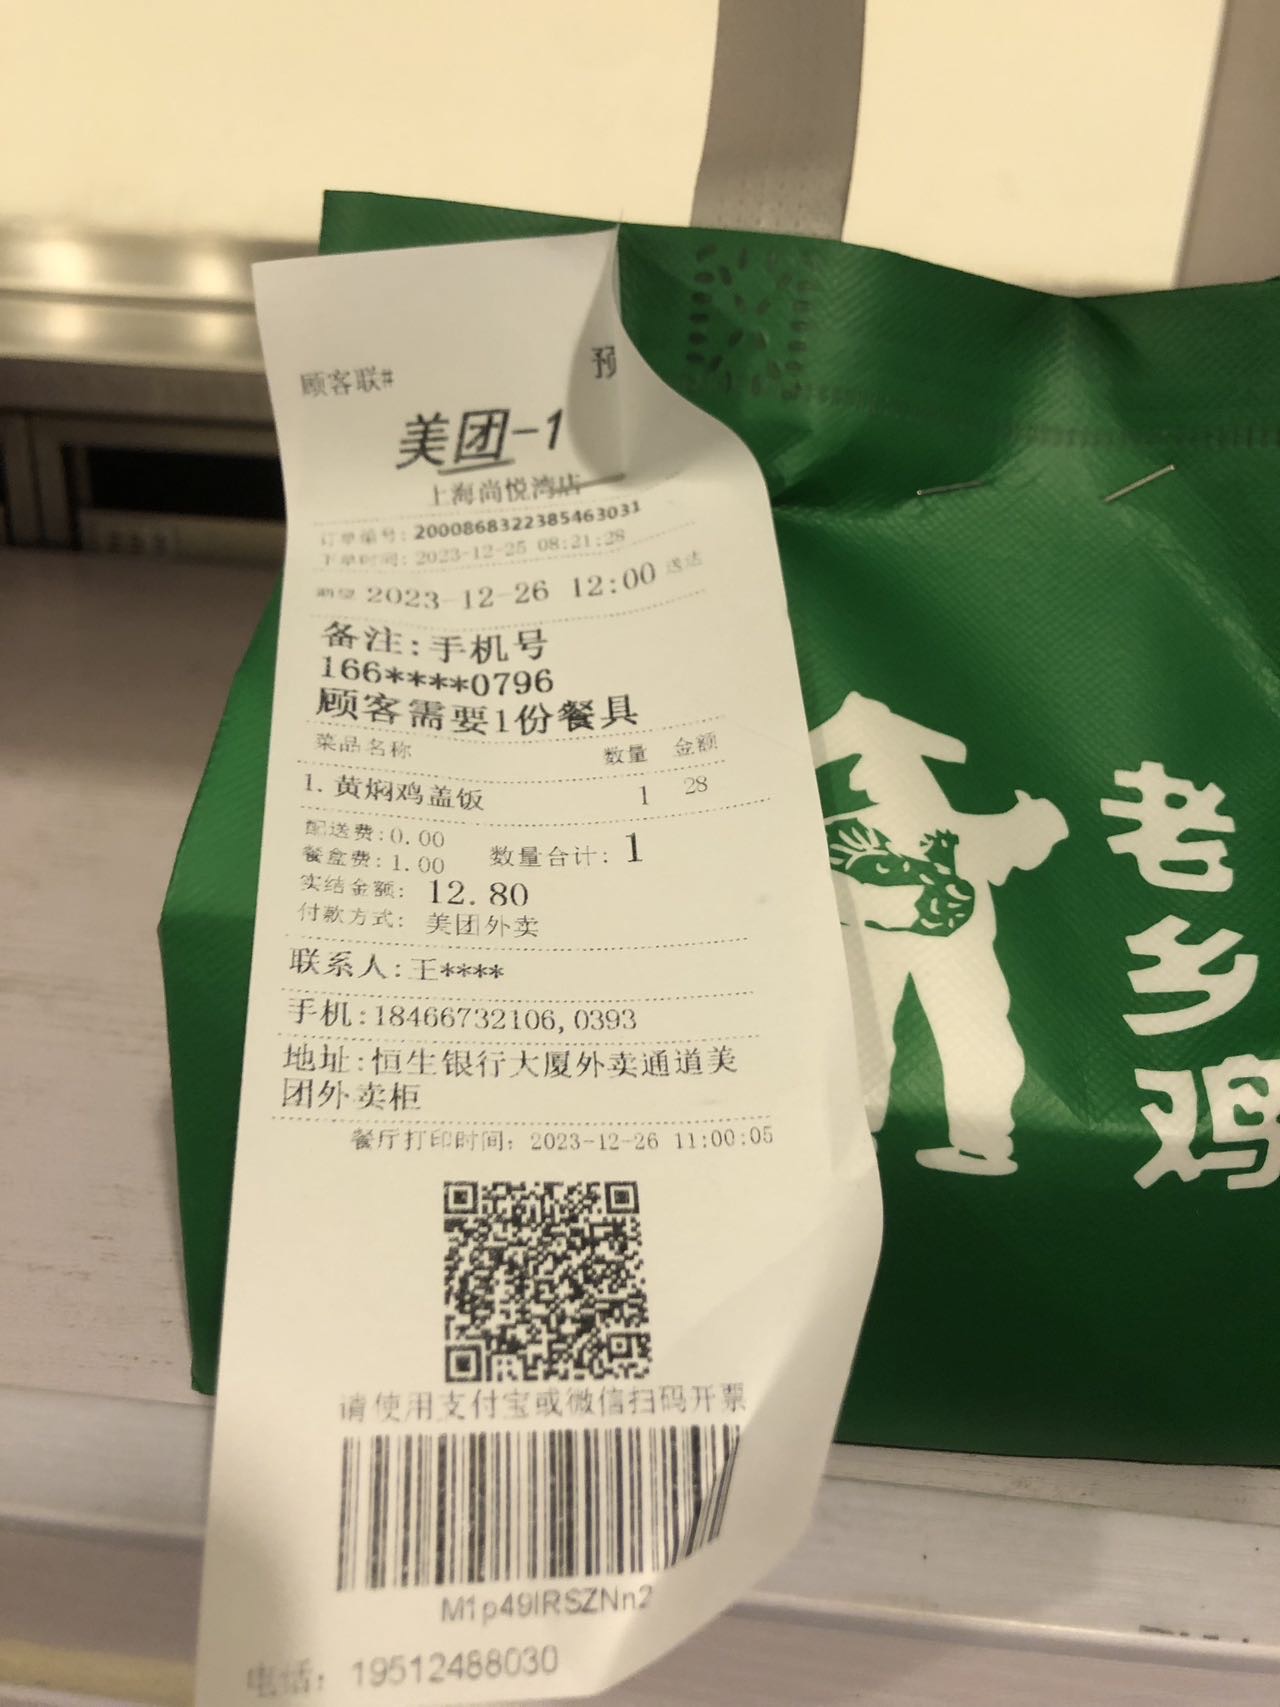 顾客联#
预
美团-1
上海尚悦湾店
订单编号: 2000868322385463031
下单时间: 2023-12-25 08:21:28
期望 2023-12-26 12:00 送达
备注:手机号
166****0796
顾客需要1份餐具
菜品名称 数量 金额
1. 黄焖鸡盖饭 1 28
配送费:0.00
餐盒费:1.00 数量合计: 1
实结金额: 12.80
付款方式: 美团外卖
联系人:王****
手机:18466732106,0393
地址:恒生银行大厦外卖通道美
团外卖柜
餐厅打印时间: 2023-12-26 11:00:05
请使用支付宝或微信扫码开票
M1p49IRSZNn2
电话: 19512488030
老乡鸡